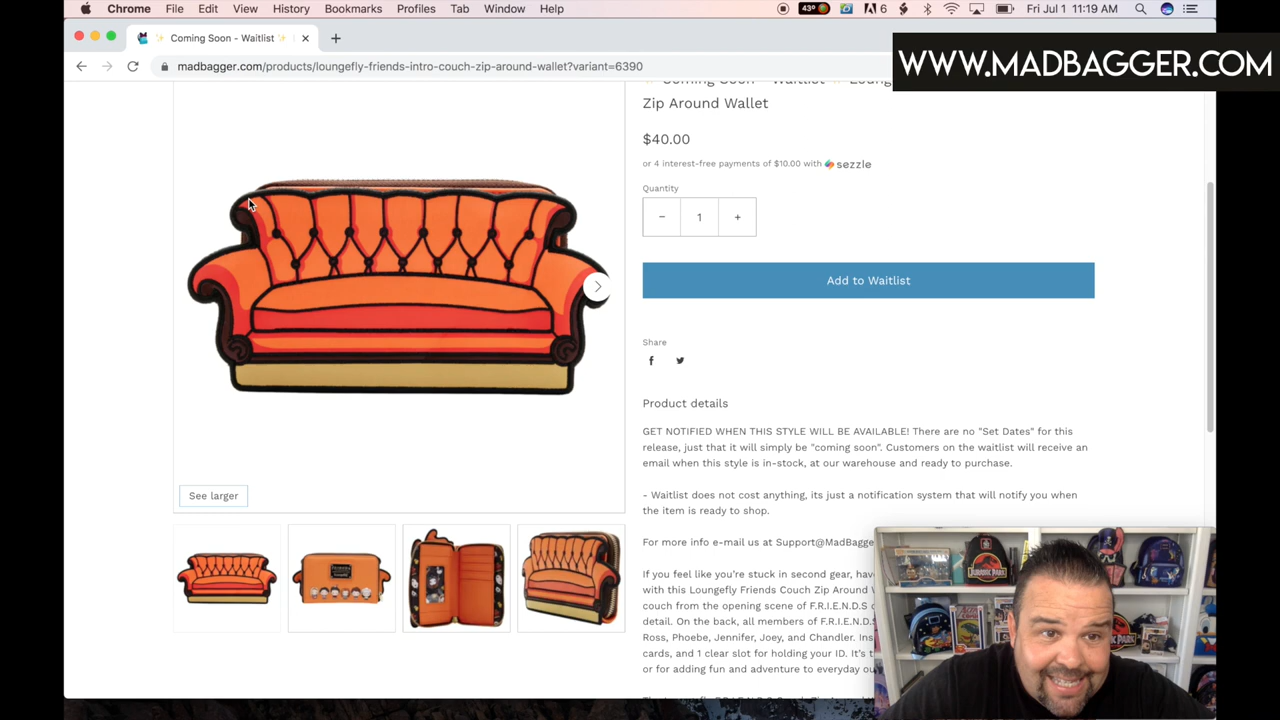 Chrome File Edit View History Bookmarks Profiles Tab Window Help 43° 6 Fri Jul 1 11:19 AM
✨ Coming Soon - Waitlist ✨
madbagger.com/products/loungefly-friends-intro-couch-zip-around-wallet?variant=6390
WWW.MADBAGGER.COM
Zip Around Wallet
$40.00
or 4 interest-free payments of $10.00 with sezzle
Quantity
− 1 +
Add to Waitlist
Share
See larger
Product details
GET NOTIFIED WHEN THIS STYLE WILL BE AVAILABLE! There are no "Set Dates" for this
release, just that it will simply be "coming soon". Customers on the waitlist will receive an
email when this style is in-stock, at our warehouse and ready to purchase.
- Waitlist does not cost anything, its just a notification system that will notify you when
the item is ready to shop.
For more info e-mail us at Support@MadBagge
If you feel like you're stuck in second gear, hav
with this Loungefly Friends Couch Zip Around
couch from the opening scene of F.R.I.E.N.D.S
detail. On the back, all members of F.R.I.E.N.D.S
Ross, Phoebe, Jennifer, Joey, and Chandler. Ins
cards, and 1 clear slot for holding your ID. It's
or for adding fun and adventure to everyday
JURASSIC PARK